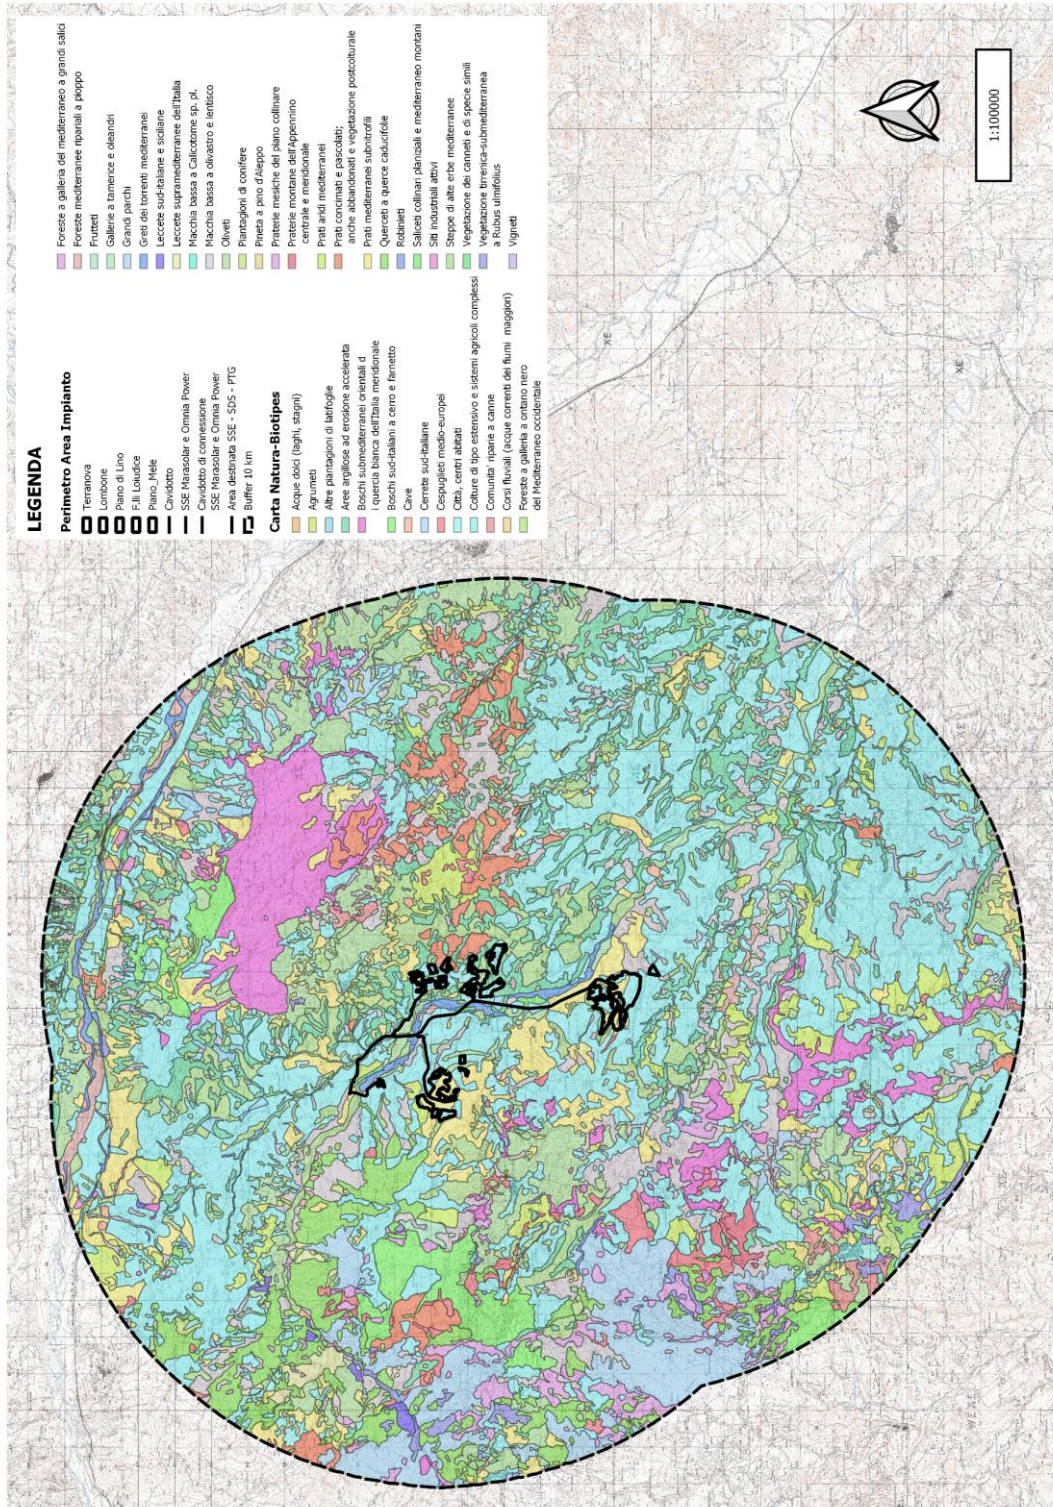 LEGENDA
Perimetro Area Impianto
Terranova
Lombone
Piano di Lino
F.lli Loiudice
Piano_Mele
Cavidotto
SSE Marasolar e Omnia Power
Cavidotto di connessione
SSE Marasolar e Omnia Power
Area destinata SSE - SDS - PTG
Buffer 10 km
Carta Natura-Biotipes
Acque dolci (laghi, stagni)
Agrumeti
Altre piantagioni di latifoglie
Aree argillose ad erosione accelerata
Boschi submediterranei orientali d
i quercia bianca dell'Italia meridionale
Boschi sud-italiani a cerro e farnetto
Cave
Cerrete sud-italiane
Cespuglieti medio-europei
Città, centri abitati
Colture di tipo estensivo e sistemi agricoli complessi
Comunita' riparie a canne
Corsi fluviali (acque correnti dei fiumi maggiori)
Foreste a galleria a ontano nero
del Mediterraneo occidentale
Foreste a galleria del mediterraneo a grandi salici
Foreste mediterranee ripariali a pioppo
Frutteti
Gallerie a tamerice e oleandri
Grandi parchi
Greti dei torrenti mediterranei
Leccete sud-italiane e siciliane
Leccete supramediterranee dell'Italia
Macchia bassa a Calicotome sp. pl.
Macchia bassa a olivastro e lentisco
Oliveti
Piantagioni di conifere
Pineta a pino d'Aleppo
Praterie mesiche del piano collinare
Praterie montane dell'Appennino
centrale e meridionale
Prati aridi mediterranei
Prati concimati e pascolati;
anche abbandonati e vegetazione postcolturale
Prati mediterranei subnitrofili
Querceti a querce caducifolie
Robinieti
Saliceti collinari planiziali e mediterraneo montani
Siti industriali attivi
Steppe di alte erbe mediterranee
Vegetazione dei canneti e di specie simili
Vegetazione tirrenica-submediterranea
a Rubus ulmifolius
Vigneti
1:100000